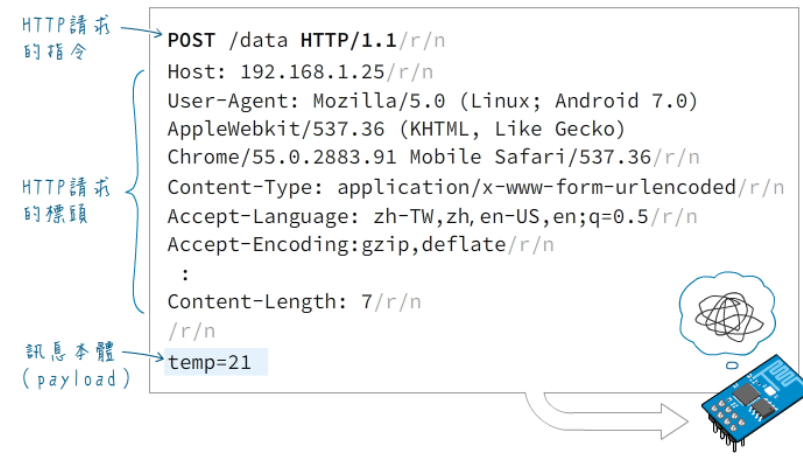 HTTP請求
的指令
POST /data HTTP/1.1/r/n
Host: 192.168.1.25/r/n
User-Agent: Mozilla/5.0 (Linux; Android 7.0)
AppleWebkit/537.36 (KHTML, Like Gecko)
Chrome/55.0.2883.91 Mobile Safari/537.36/r/n
HTTP請求
的標頭
Content-Type: application/x-www-form-urlencoded/r/n
Accept-Language: zh-TW,zh,en-US,en;q=0.5/r/n
Accept-Encoding:gzip,deflate/r/n
:
Content-Length: 7/r/n
/r/n
訊息本體
(payload)
temp=21